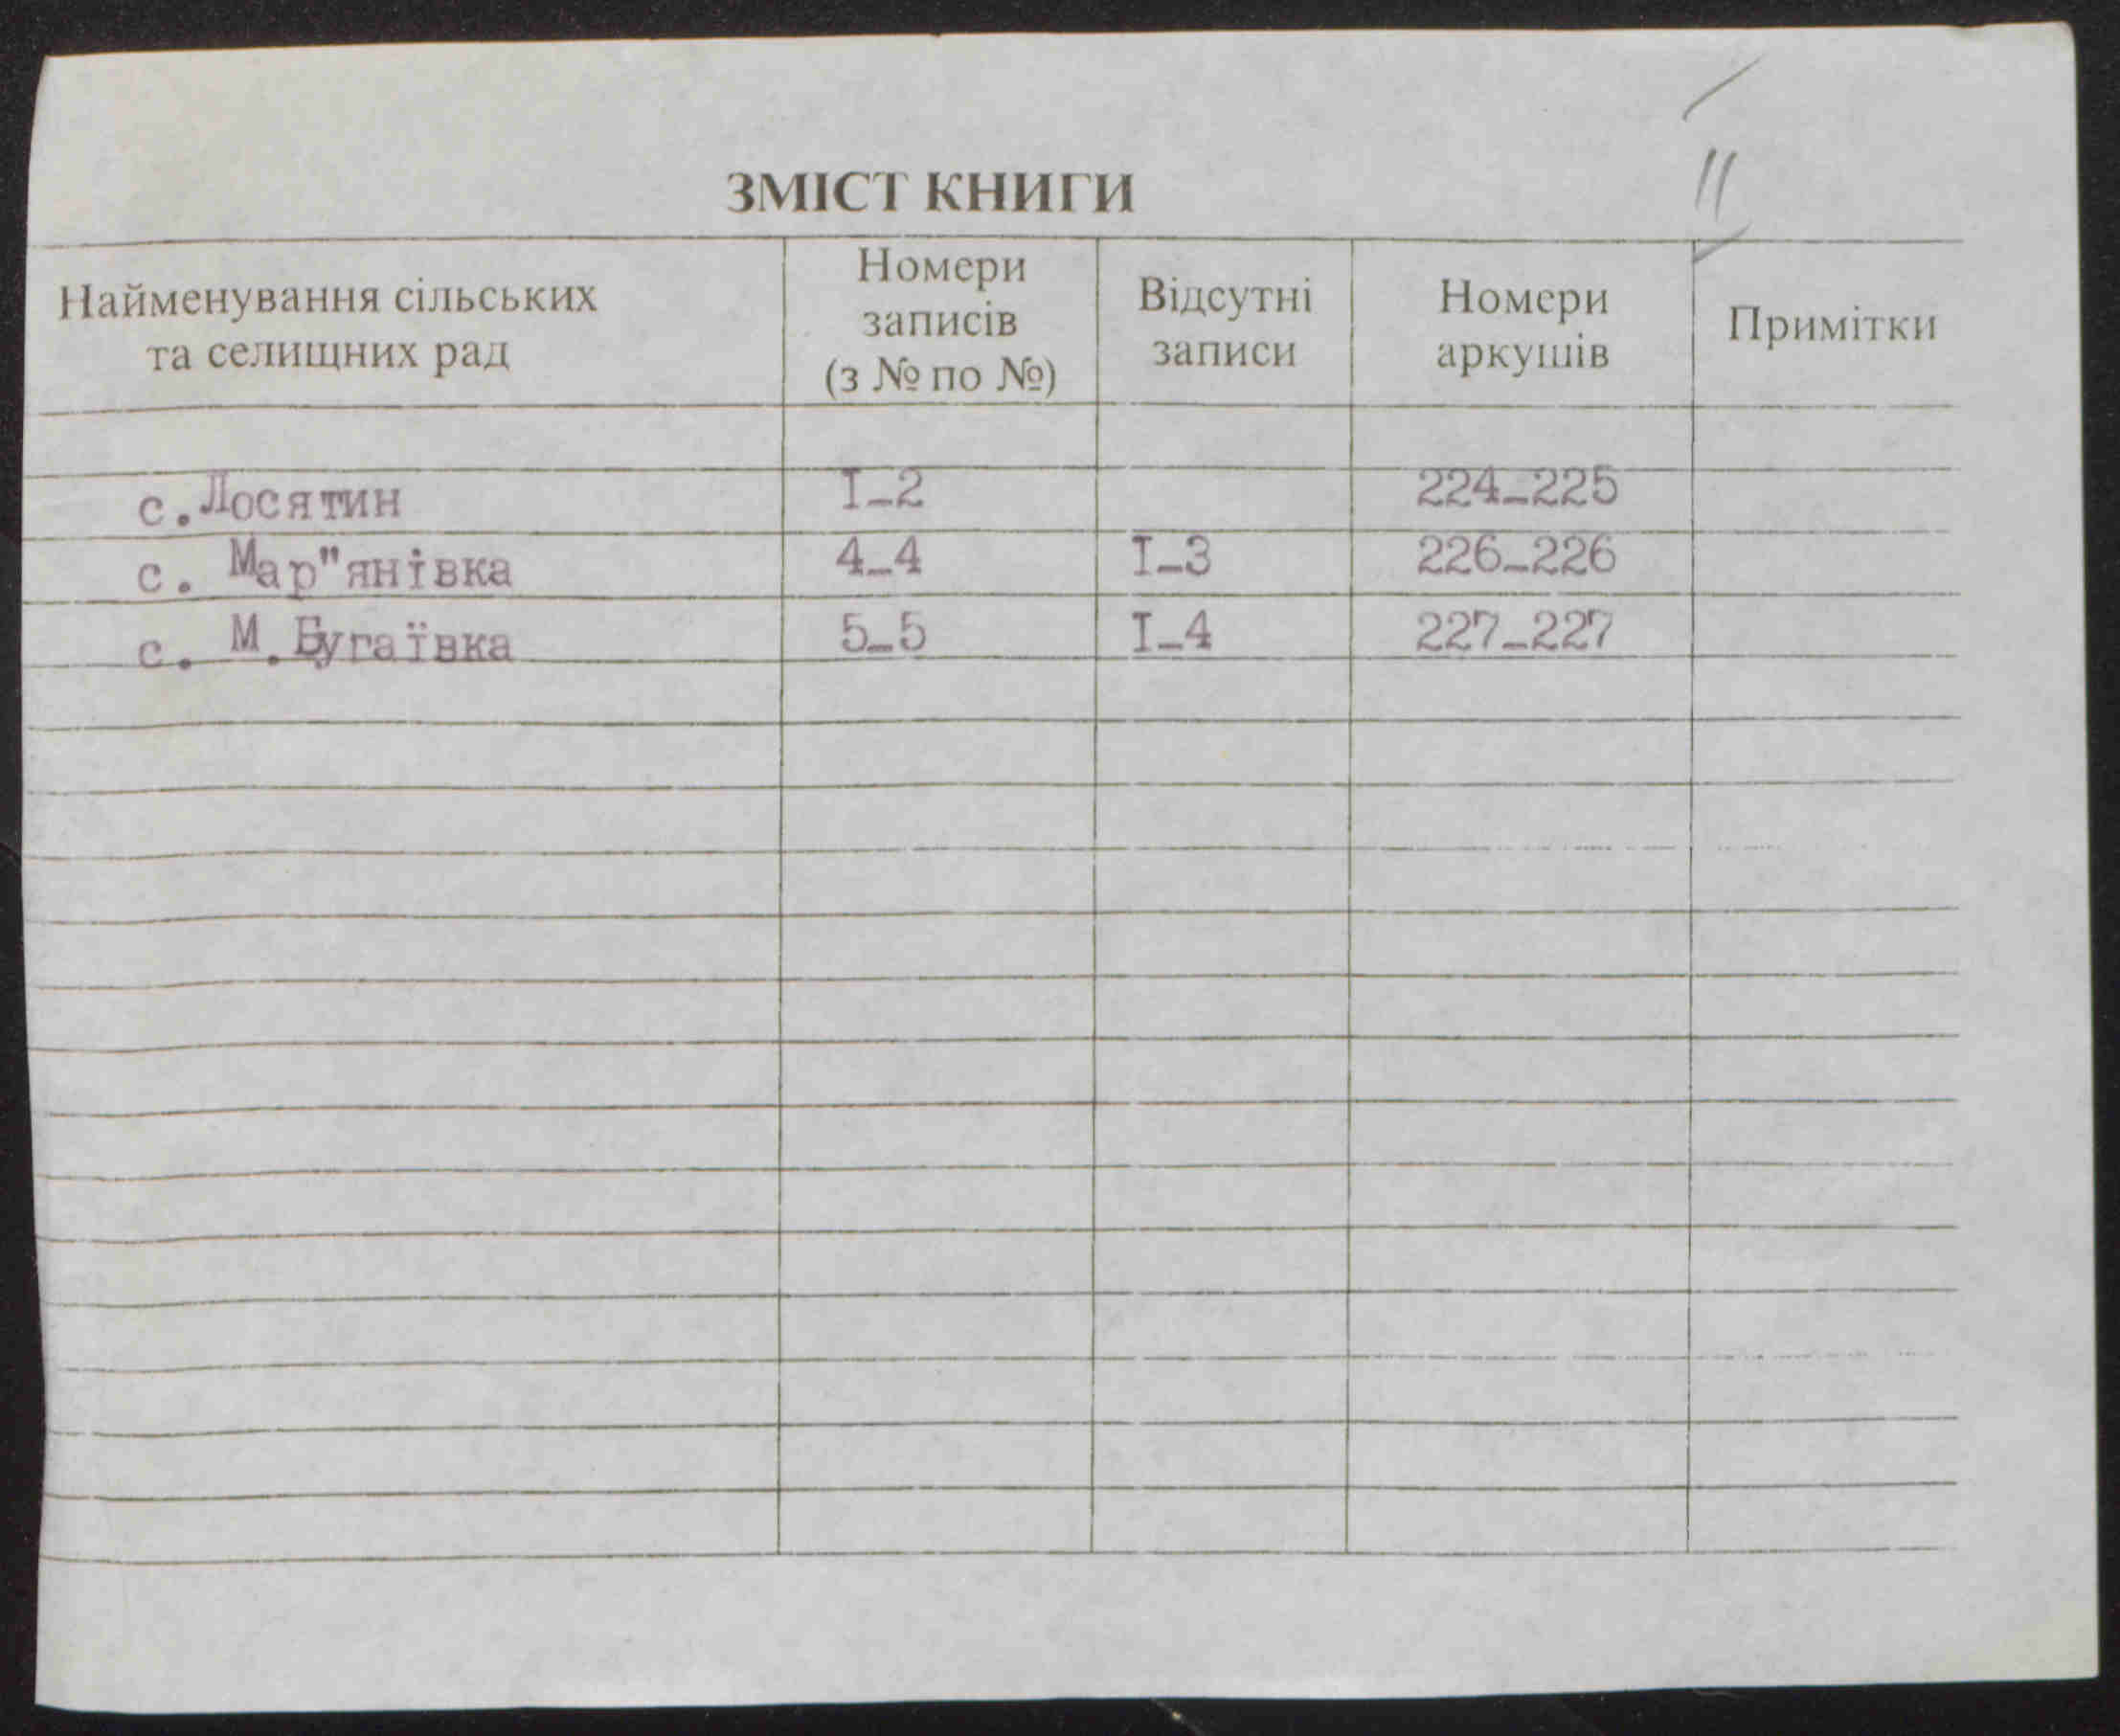 11
ЗМІСТ КНИГИ
Найменування сільських
та селищних рад
Номери
записів
(з № по №)
Відсутні
записи
Номери
аркушів
Примітки
с. Лосятин I-2 224-225
с. Мар"янівка 4-4 I-3 226-226
с. М.Бугаївка 5-5 I-4 227-227